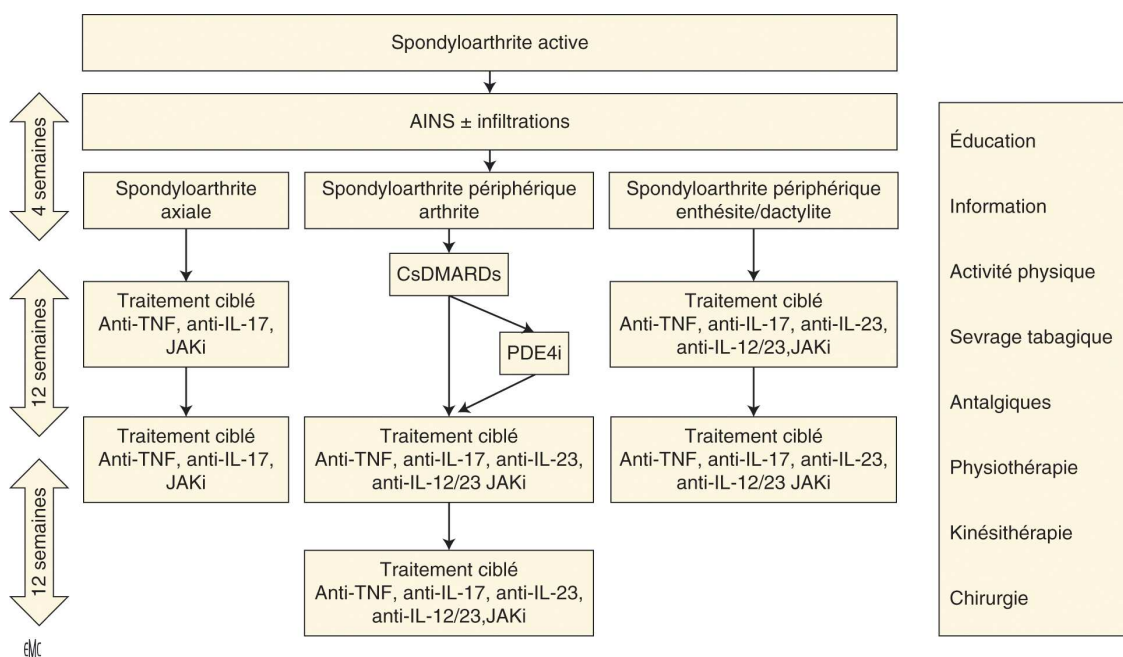 Spondyloarthrite active
AINS ± infiltrations
4 semaines
Spondyloarthrite
axiale
Spondyloarthrite périphérique
arthrite
Spondyloarthrite périphérique
enthésite/dactylite
CsDMARDs
12 semaines
Traitement ciblé
Anti-TNF, anti-IL-17,
JAKi
PDE4i
Traitement ciblé
Anti-TNF, anti-IL-17, anti-IL-23,
anti-IL-12/23,JAKi
Traitement ciblé
Anti-TNF, anti-IL-17,
JAKi
Traitement ciblé
Anti-TNF, anti-IL-17, anti-IL-23,
anti-IL-12/23 JAKi
Traitement ciblé
Anti-TNF, anti-IL-17, anti-IL-23,
anti-IL-12/23 JAKi
12 semaines
Traitement ciblé
Anti-TNF, anti-IL-17, anti-IL-23,
anti-IL-12/23,JAKi
Éducation
Information
Activité physique
Sevrage tabagique
Antalgiques
Physiothérapie
Kinésithérapie
Chirurgie
EMC